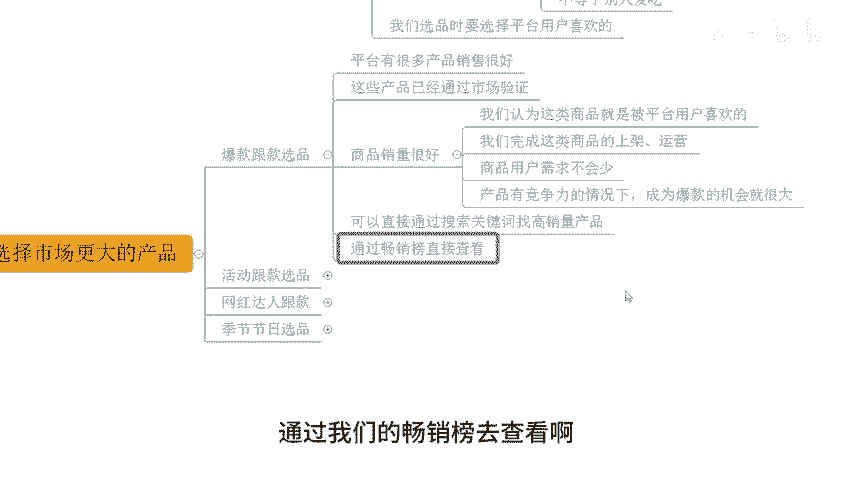 我们选品时要选择平台用户喜欢的
平台有很多产品销售很好
这些产品已经通过市场验证
爆款跟款选品
商品销量很好
我们认为这类商品就是被平台用户喜欢的
我们完成这类商品的上架、运营
商品用户需求不会少
产品有竞争力的情况下，成为爆款的机会就很大
可以直接通过搜索关键词找高销量产品
通过畅销榜直接查看
选择市场更大的产品
活动跟款选品
网红达人跟款
季节节日选品
通过我们的畅销榜去查看啊